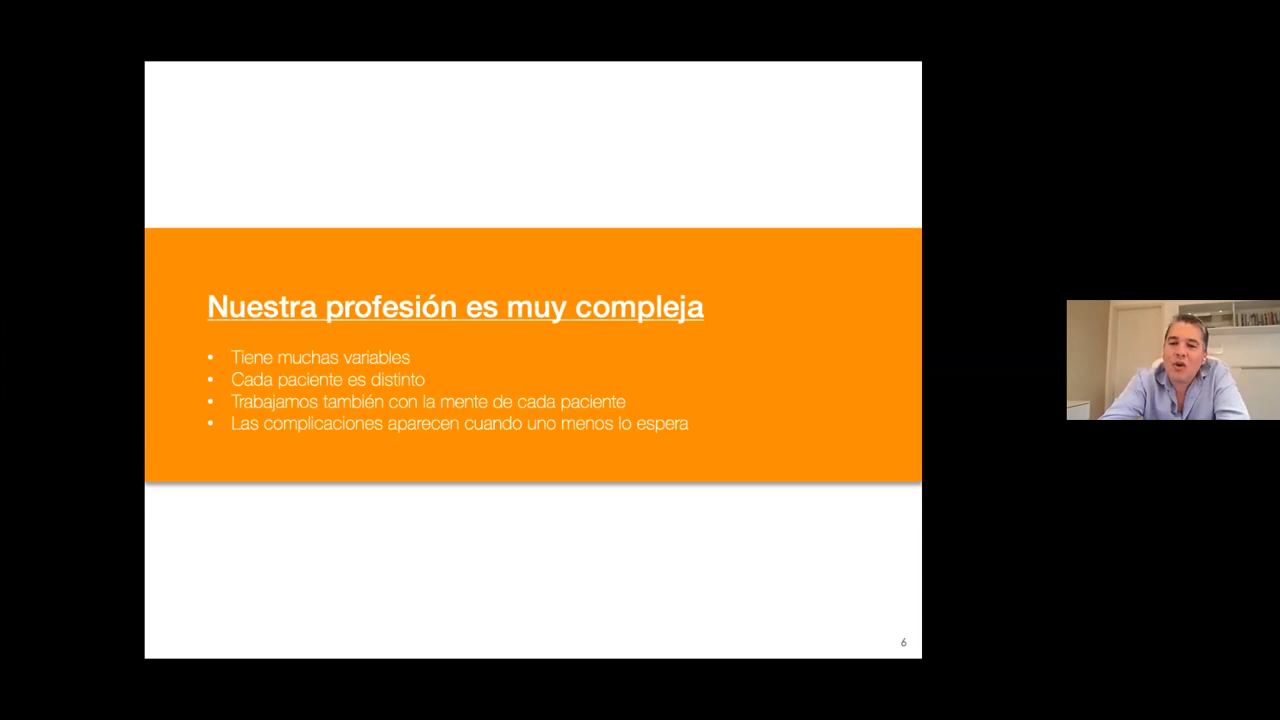 Nuestra profesión es muy compleja
• Tiene muchas variables
• Cada paciente es distinto
• Trabajamos también con la mente de cada paciente
• Las complicaciones aparecen cuando uno menos lo espera
6